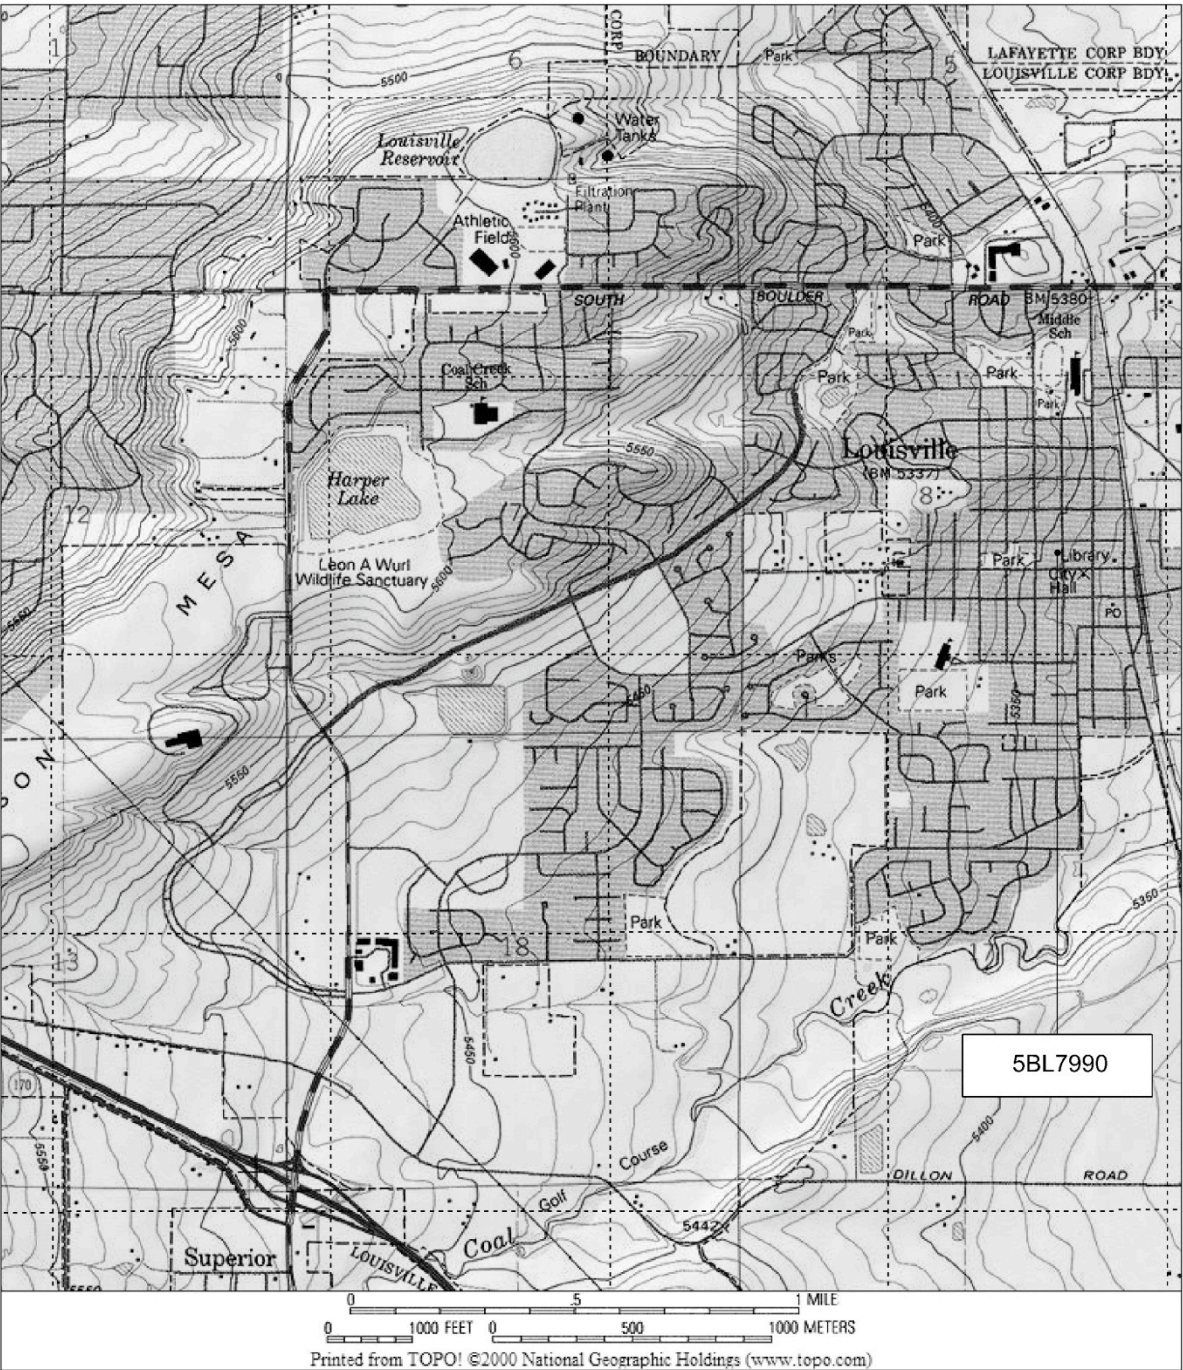 1
CORP
6
BOUNDARY
Park
5
LAFAYETTE CORP BDY
LOUISVILLE CORP BDY
5500
Water
Tanks
Louisville
Reservoir
Filtration
Plant
5400
Athletic
Field
5600
Park
SOUTH
BOULDER
ROAD
BM 5380
Middle
Sch
5600
Park
Coal Creek
Sch
Park
Park
Park
5550
Louisville
(BM 5337)
Harper
Lake
8
12
7
MESA
Leon A Wurl
Wildlife Sanctuary
5600
Park
Library
City
Hall
PO
5550
Parks
Park
5350
5450
ON
5550
5350
Park
Park
18
13
Creek
5450
5BL7990
170
5550
5400
Course
DILLON
ROAD
Golf
5442
Coal
Superior
LOUISVILLE
5550
0 .5 1 MILE
0 1000 FEET 0 500 1000 METERS
Printed from TOPO! ©2000 National Geographic Holdings (www.topo.com)